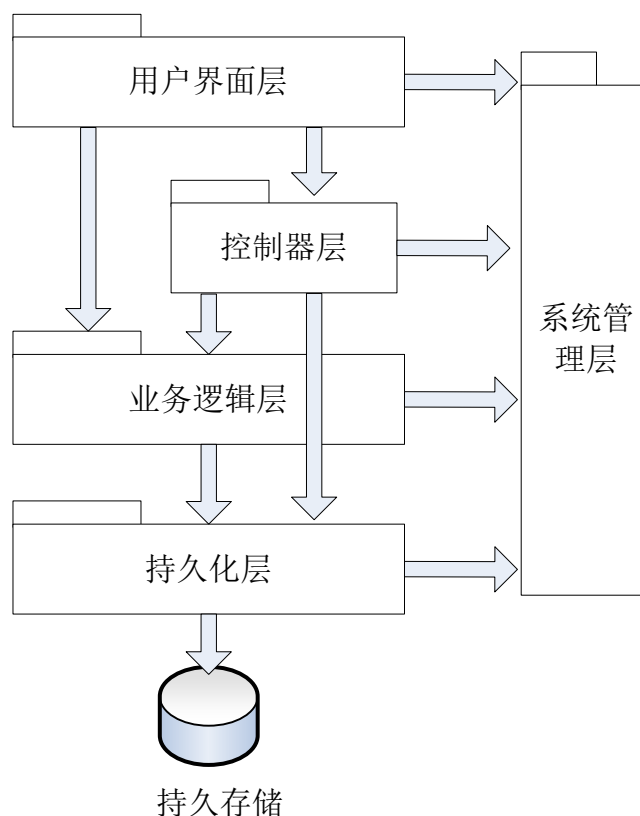 用户界面层
控制器层
系统管
理层
业务逻辑层
持久化层
持久存储